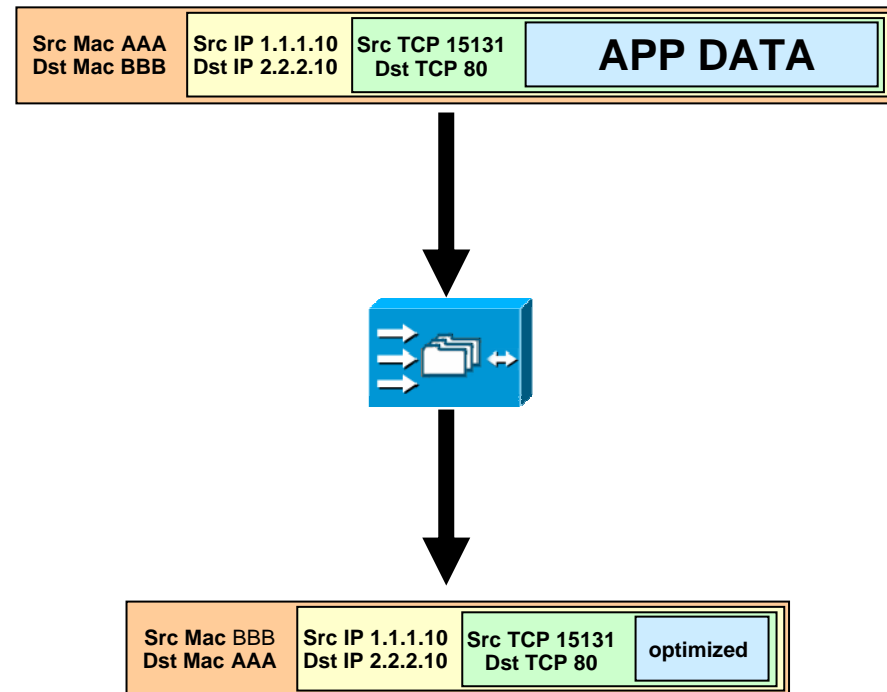 Src Mac AAA
Dst Mac BBB
Src IP 1.1.1.10
Dst IP 2.2.2.10
Src TCP 15131
Dst TCP 80
APP DATA
Src Mac BBB
Dst Mac AAA
Src IP 1.1.1.10
Dst IP 2.2.2.10
Src TCP 15131
Dst TCP 80
optimized